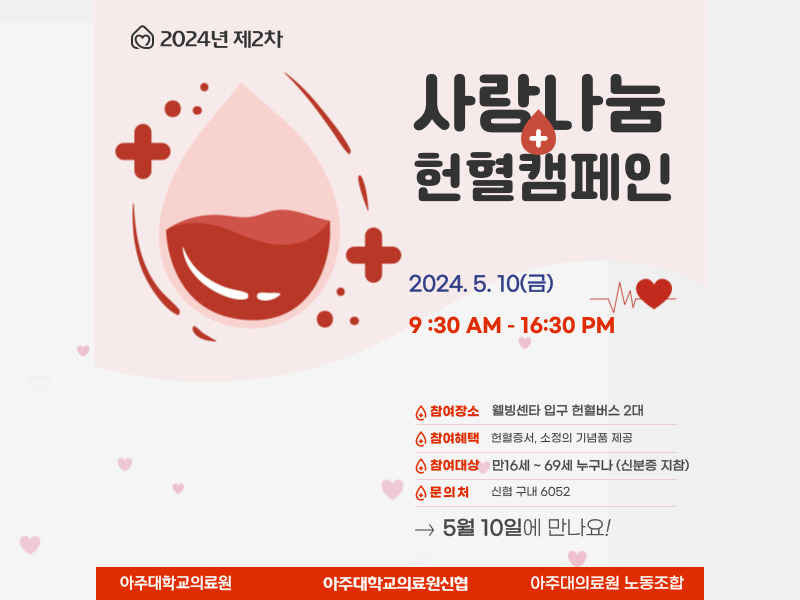 2024년 제2차
사랑나눔
헌혈캠페인
2024. 5. 10(금)
9 :30 AM - 16:30 PM
참여장소 웰빙센타 입구 헌혈버스 2대
참여혜택 헌혈증서, 소정의 기념품 제공
참여대상 만16세 ~ 69세 누구나 (신분증 지참)
문의처 신협 구내 6052
→ 5월 10일에 만나요!
아주대학교의료원 아주대학교의료원신협 아주대의료원 노동조합